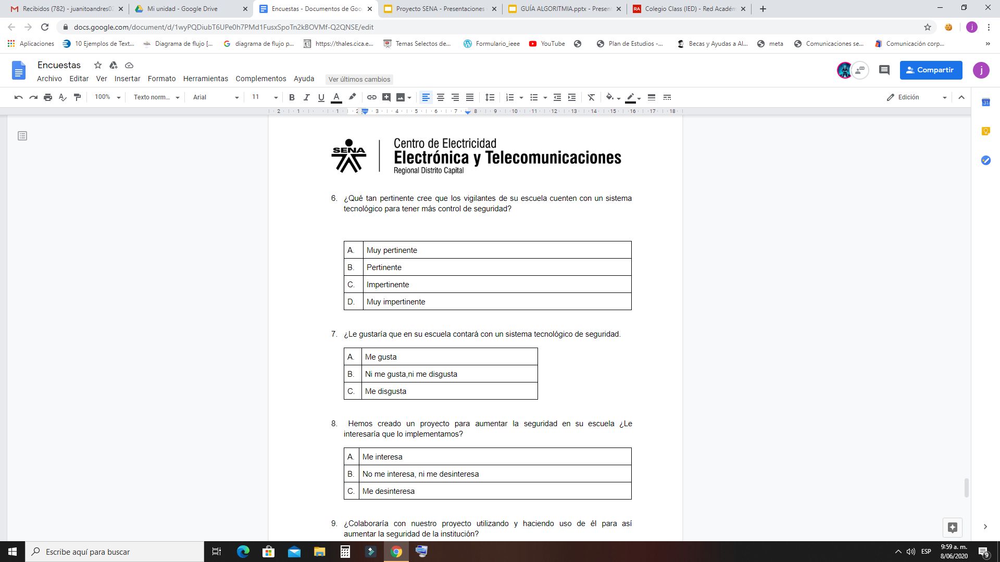 Recibidos (782) - juanitoandres02
Mi unidad - Google Drive
Encuestas - Documentos de Goo
Proyecto SENA - Presentaciones
GUÍA ALGORITMIA.pptx - Present
Colegio Class (IED) - Red Académ
docs.google.com/document/d/1wyPQDiubT6UPe0h7PMd1FusxSpoTn2kBOVMf-Q2QNSE/edit
j
Aplicaciones
10 Ejemplos de Text...
Diagrama de flujo [...
diagrama de flujo p...
https://thales.cica.e...
Temas Selectos de...
Formulario_ieee
YouTube
Plan de Estudios -...
Becas y Ayudas a Al...
meta
Comunicaciones se...
Comunicación corp...
»
Encuestas
Archivo Editar Ver Insertar Formato Herramientas Complementos Ayuda
Ver últimos cambios
Compartir
j
100%
Texto norm...
Arial
11
B I U A
Edición
2 1 1 2 3 4 5 6 7 8 9 10 11 12 13 14 15 16 17 18
31
SENA
Centro de Electricidad
Electrónica y Telecomunicaciones
Regional Distrito Capital
6. ¿Qué tan pertinente cree que los vigilantes de su escuela cuenten con un sistema
tecnológico para tener más control de seguridad?
A. Muy pertinente
B. Pertinente
C. Impertinente
D. Muy impertinente
7. ¿Le gustaría que en su escuela contará con un sistema tecnológico de seguridad.
A. Me gusta
B. Ni me gusta,ni me disgusta
C. Me disgusta
8. Hemos creado un proyecto para aumentar la seguridad en su escuela ¿Le
interesaría que lo implementamos?
A. Me interesa
B. No me interesa, ni me desinteresa
C. Me desinteresa
9. ¿Colaboraría con nuestro proyecto utilizando y haciendo uso de él para así
aumentar la seguridad de la institución?
Escribe aquí para buscar
ESP
9:59 a. m.
8/06/2020
9